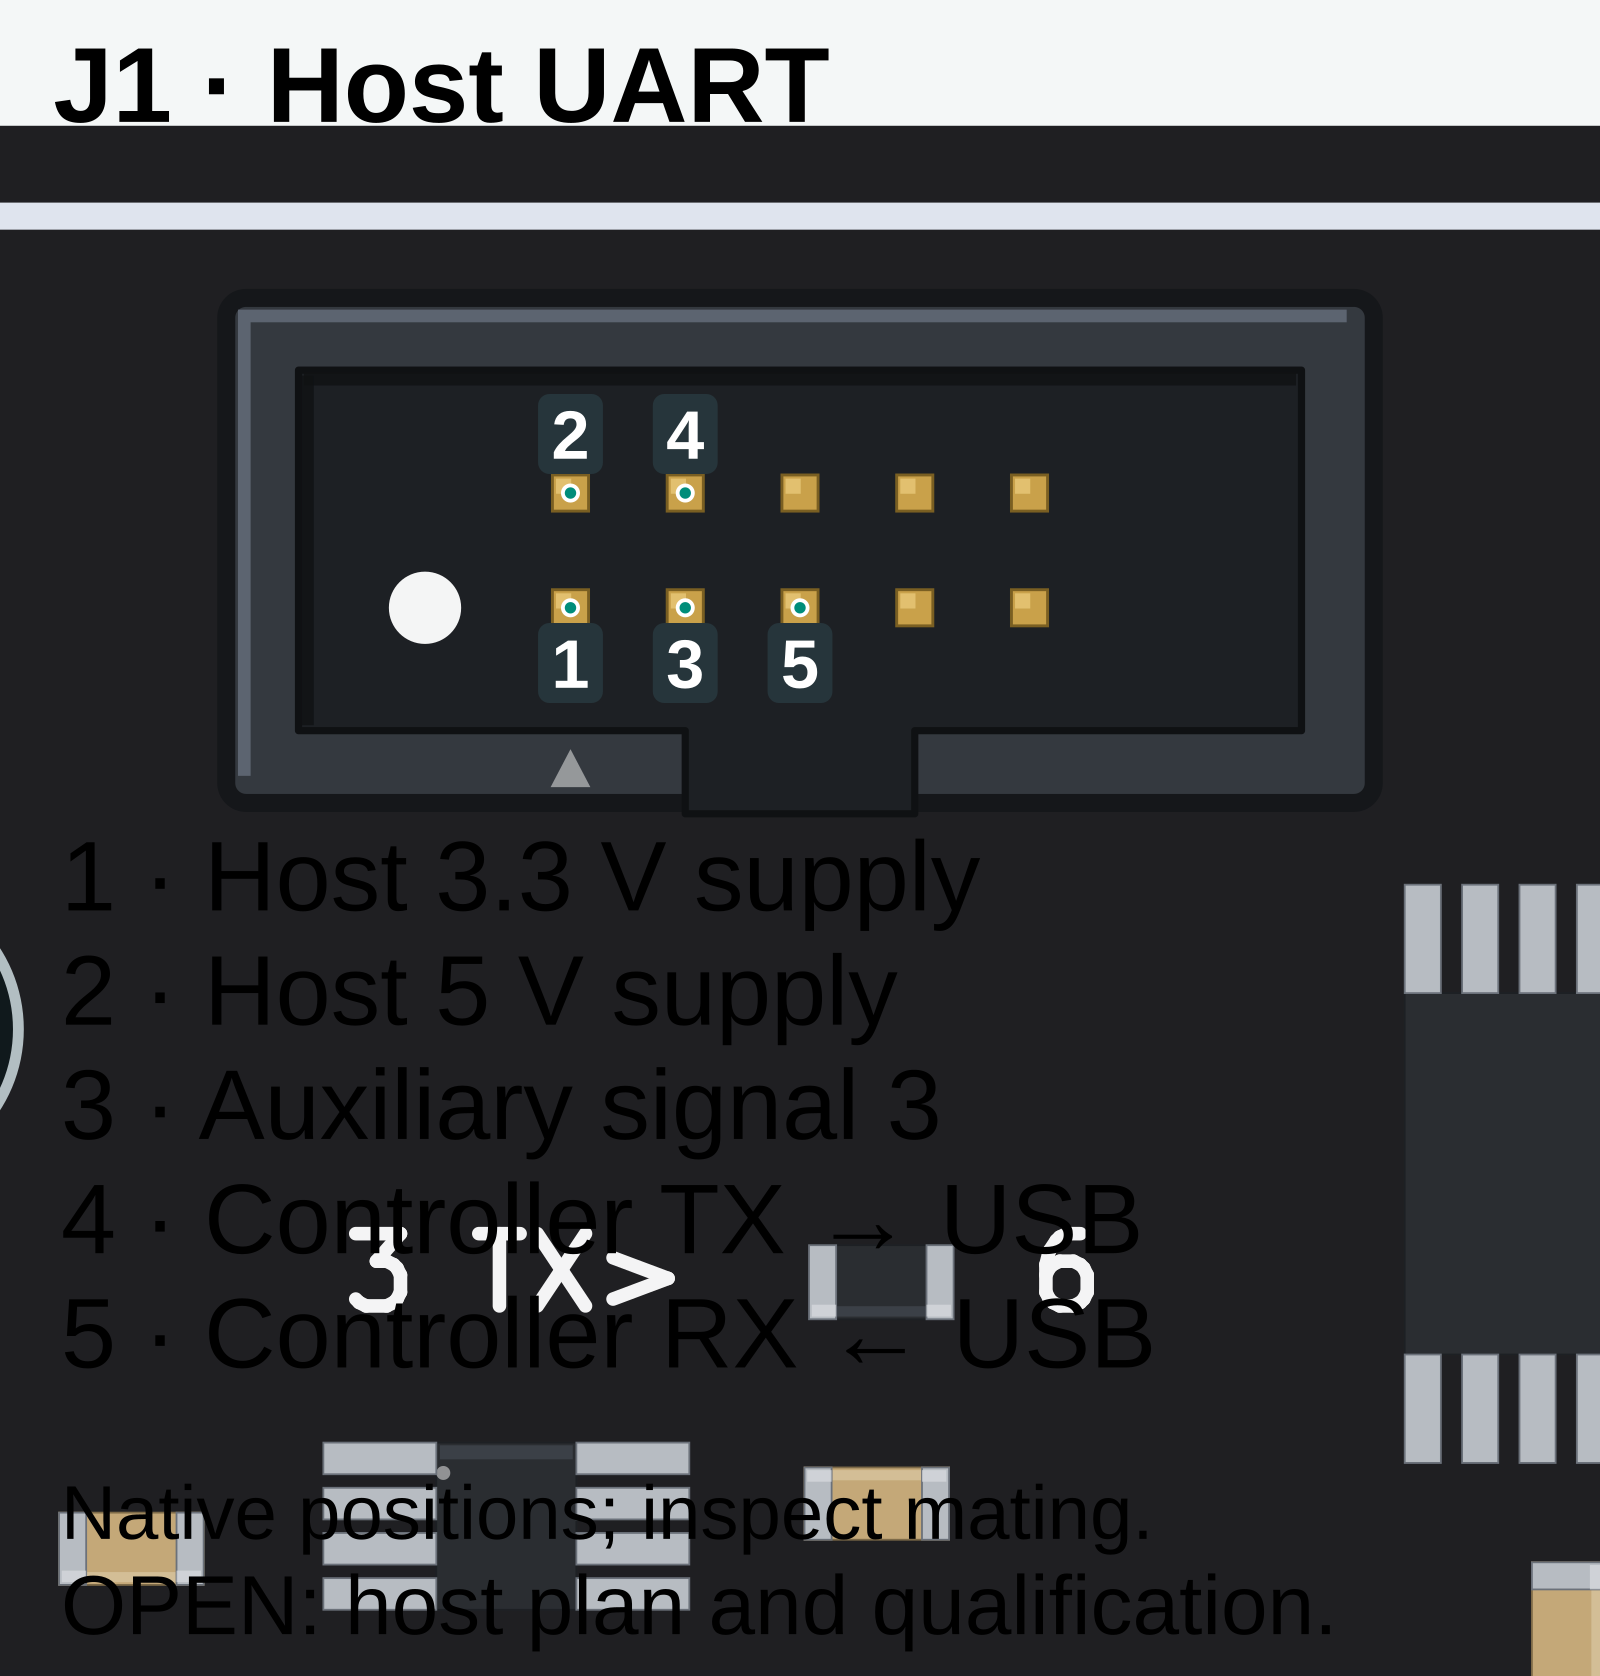 J1 · Host UART
2 4
1 3 5
1 · Host 3.3 V supply
2 · Host 5 V supply
3 · Auxiliary signal 3
4 · Controller TX → USB
3 TX> 6
5 · Controller RX ← USB
Native positions; inspect mating.
OPEN: host plan and qualification.